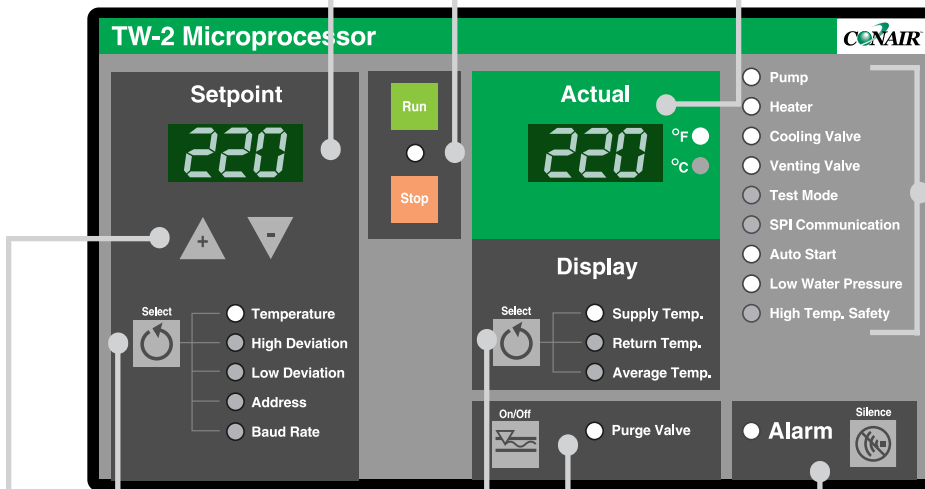 TW-2 Microprocessor
CONAIR
Setpoint
220
+
-
Select
Temperature
High Deviation
Low Deviation
Address
Baud Rate
Run
Stop
Actual
220
°F
°C
Display
Select
Supply Temp.
Return Temp.
Average Temp.
On/Off
Purge Valve
Pump
Heater
Cooling Valve
Venting Valve
Test Mode
SPI Communication
Auto Start
Low Water Pressure
High Temp. Safety
Alarm
Silence